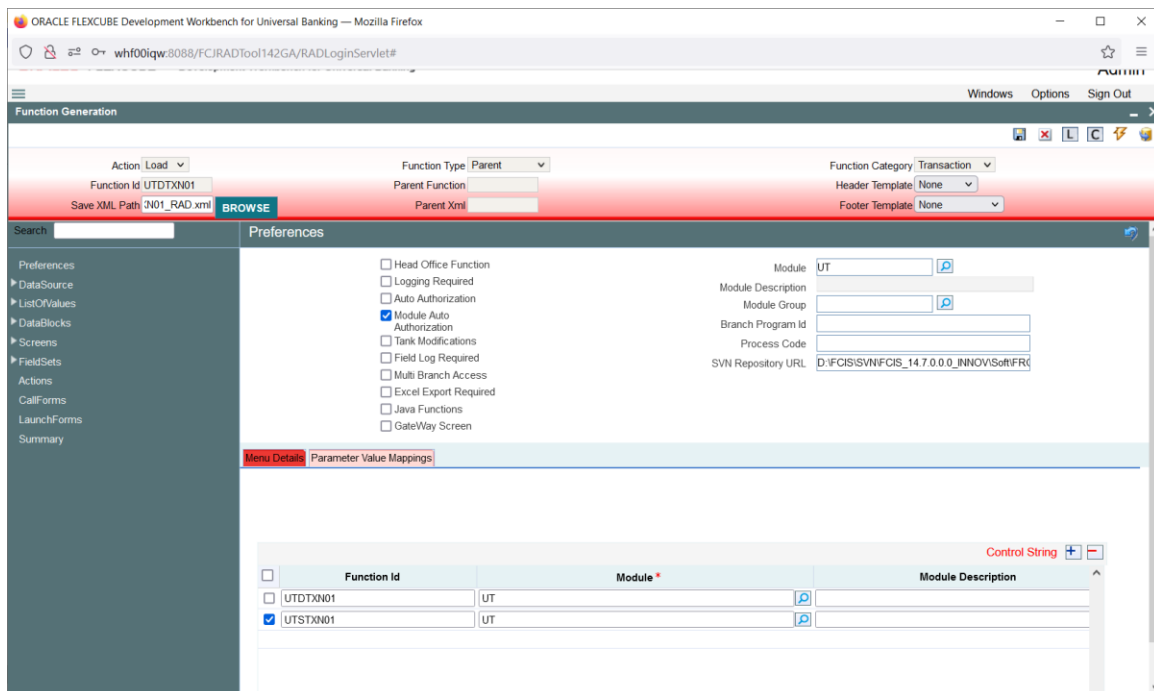 ORACLE FLEXCUBE Development Workbench for Universal Banking — Mozilla Firefox
whf00iqw:8088/FCJRADTool142GA/RADLoginServlet#
Admin
Windows Options Sign Out
Function Generation
L C
Action Load Function Type Parent Function Category Transaction
Function Id UTDTXN01 Parent Function Header Template None
Save XML Path N01_RAD.xml BROWSE Parent Xml Footer Template None
Search Preferences
Preferences
DataSource
ListOfValues
DataBlocks
Screens
FieldSets
Actions
CallForms
LaunchForms
Summary
Head Office Function
Logging Required
Auto Authorization
Module Auto
Authorization
Tank Modifications
Field Log Required
Multi Branch Access
Excel Export Required
Java Functions
GateWay Screen
Module UT
Module Description
Module Group
Branch Program Id
Process Code
SVN Repository URL D:\FCIS\SVN\FCIS_14.7.0.0.0_INNOV\Soft\FR
Menu Details Parameter Value Mappings
Control String + −
Function Id Module * Module Description
UTDTXN01 UT
UTSTXN01 UT